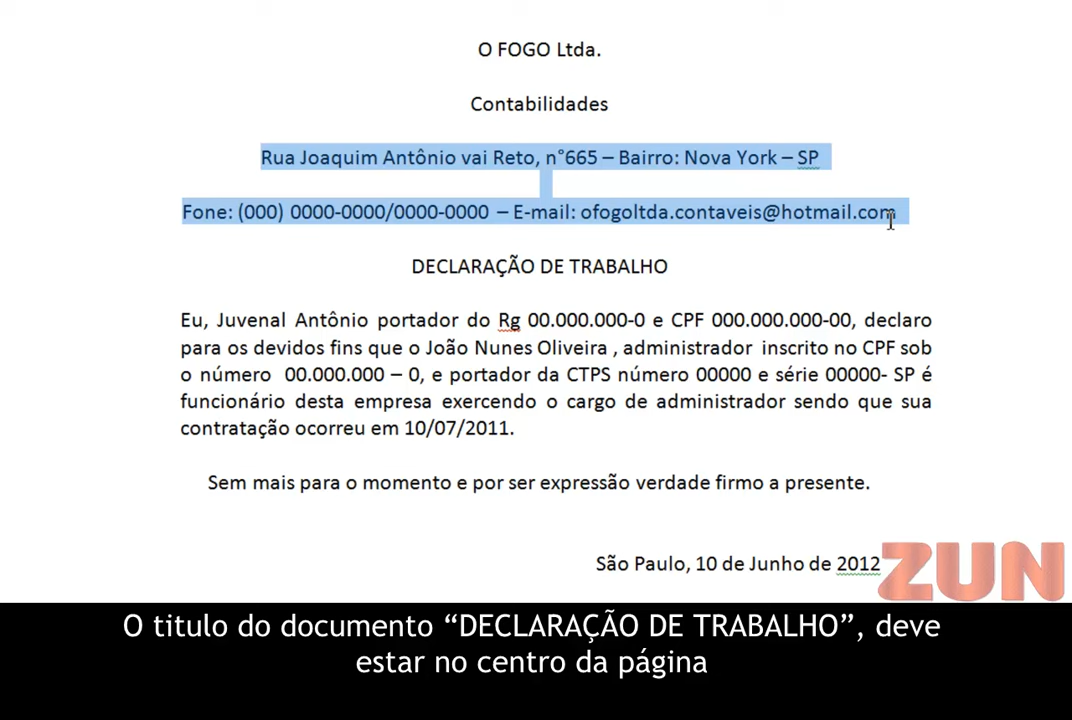 O FOGO Ltda.
Contabilidades
Rua Joaquim Antônio vai Reto, n°665 – Bairro: Nova York – SP
Fone: (000) 0000-0000/0000-0000 – E-mail: ofogoltda.contaveis@hotmail.com
DECLARAÇÃO DE TRABALHO
Eu, Juvenal Antônio portador do Rg 00.000.000-0 e CPF 000.000.000-00, declaro
para os devidos fins que o João Nunes Oliveira , administrador inscrito no CPF sob
o número 00.000.000 – 0, e portador da CTPS número 00000 e série 00000- SP é
funcionário desta empresa exercendo o cargo de administrador sendo que sua
contratação ocorreu em 10/07/2011.
Sem mais para o momento e por ser expressão verdade firmo a presente.
São Paulo, 10 de Junho de 2012
ZUN
O titulo do documento “DECLARAÇÃO DE TRABALHO”, deve
estar no centro da página